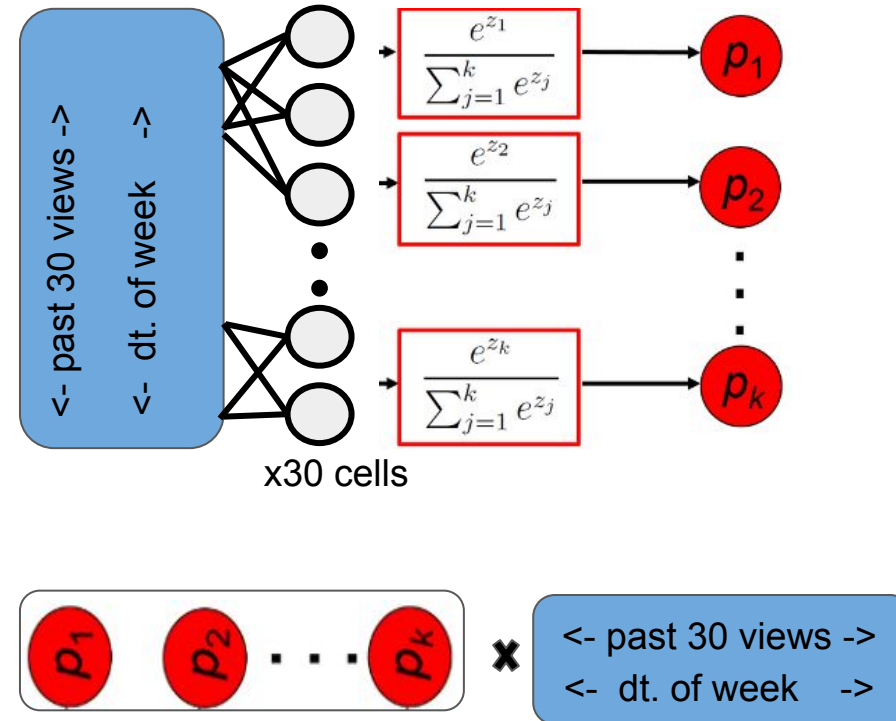 <- past 30 views ->
<- dt. of week ->
e^{z_1} / \sum_{j=1}^{k} e^{z_j}
p_1
e^{z_2} / \sum_{j=1}^{k} e^{z_j}
p_2
e^{z_k} / \sum_{j=1}^{k} e^{z_j}
p_k
x30 cells
p_1 p_2 . . . p_k × <- past 30 views ->
<- dt. of week ->